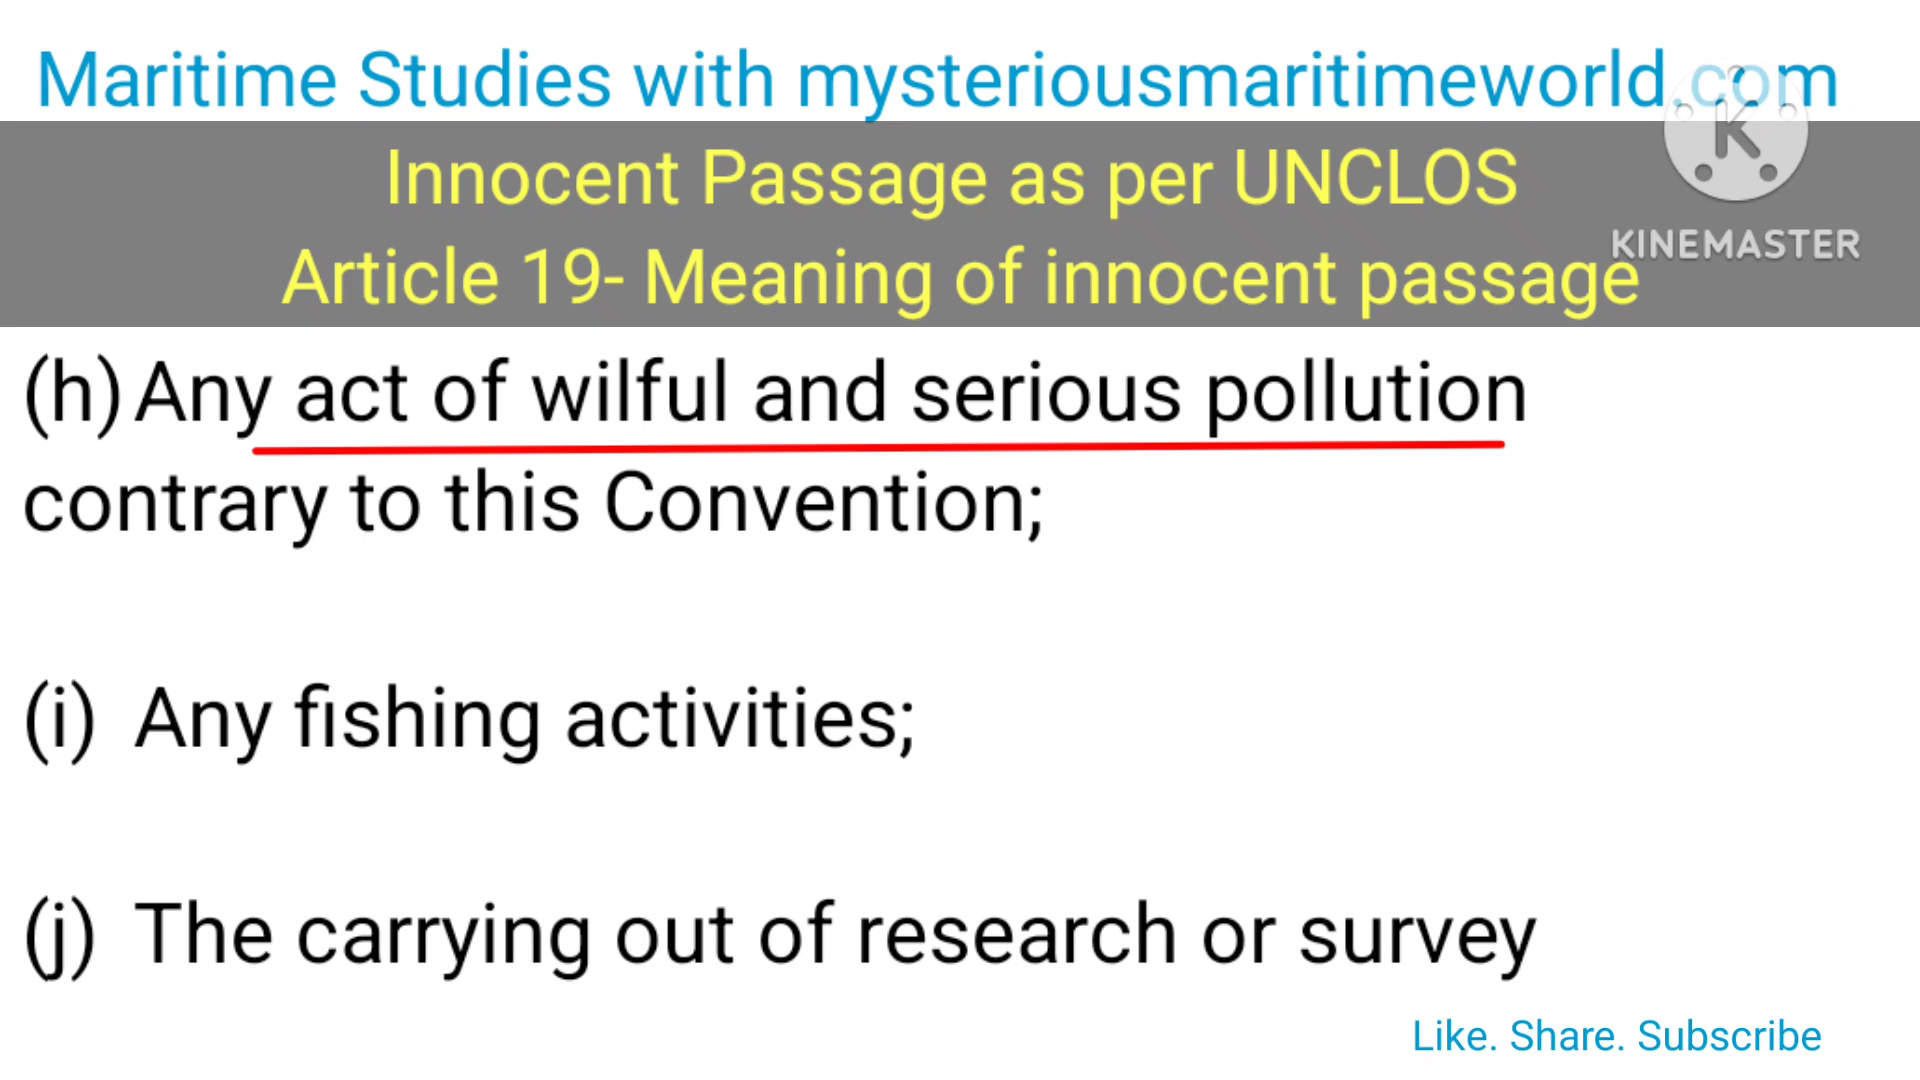 Maritime Studies with mysteriousmaritimeworld.com
Innocent Passage as per UNCLOS
K
KINEMASTER
Article 19- Meaning of innocent passage
(h) Any act of wilful and serious pollution
contrary to this Convention;
(i) Any fishing activities;
(j) The carrying out of research or survey
Like. Share. Subscribe